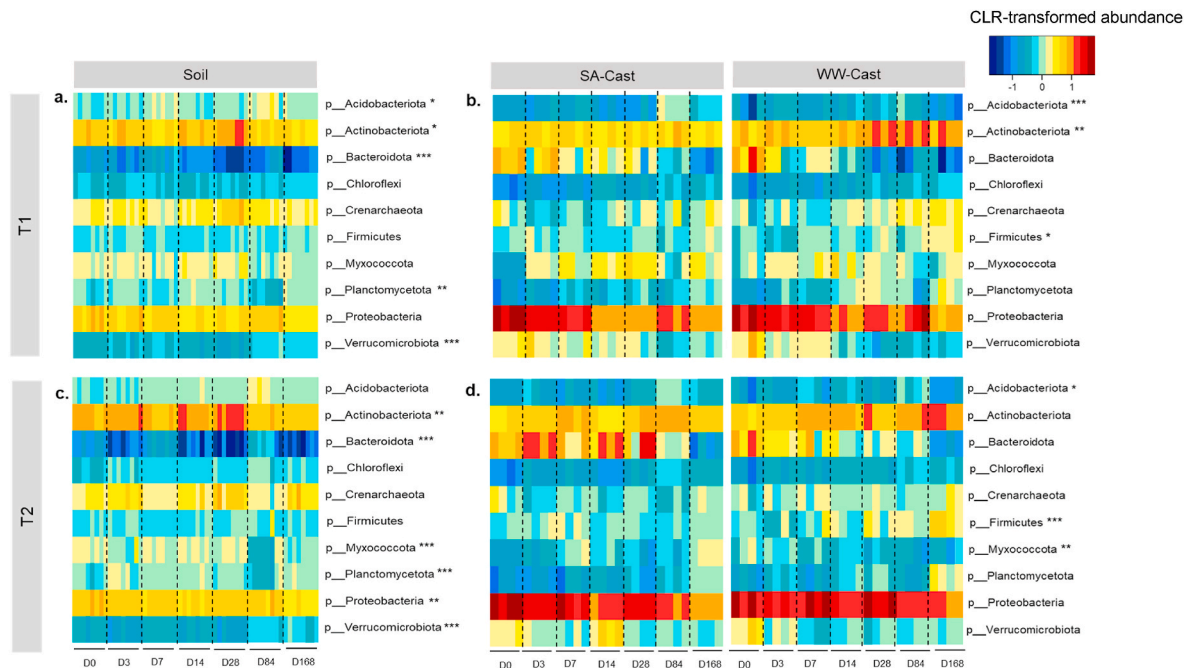 CLR-transformed abundance
-1 0 1
Soil
SA-Cast
WW-Cast
T1
a.
p__Acidobacteriota *
p__Actinobacteriota *
p__Bacteroidota ***
p__Chloroflexi
p__Crenarchaeota
p__Firmicutes
p__Myxococcota
p__Planctomycetota **
p__Proteobacteria
p__Verrucomicrobiota ***
b.
p__Acidobacteriota ***
p__Actinobacteriota **
p__Bacteroidota
p__Chloroflexi
p__Crenarchaeota
p__Firmicutes *
p__Myxococcota
p__Planctomycetota
p__Proteobacteria
p__Verrucomicrobiota
T2
c.
p__Acidobacteriota
p__Actinobacteriota **
p__Bacteroidota ***
p__Chloroflexi
p__Crenarchaeota
p__Firmicutes
p__Myxococcota ***
p__Planctomycetota ***
p__Proteobacteria **
p__Verrucomicrobiota ***
D0 D3 D7 D14 D28 D84 D168
d.
p__Acidobacteriota *
p__Actinobacteriota
p__Bacteroidota
p__Chloroflexi
p__Crenarchaeota
p__Firmicutes ***
p__Myxococcota **
p__Planctomycetota
p__Proteobacteria
p__Verrucomicrobiota
D0 D3 D7 D14 D28 D84 D168
D0 D3 D7 D14 D28 D84 D168